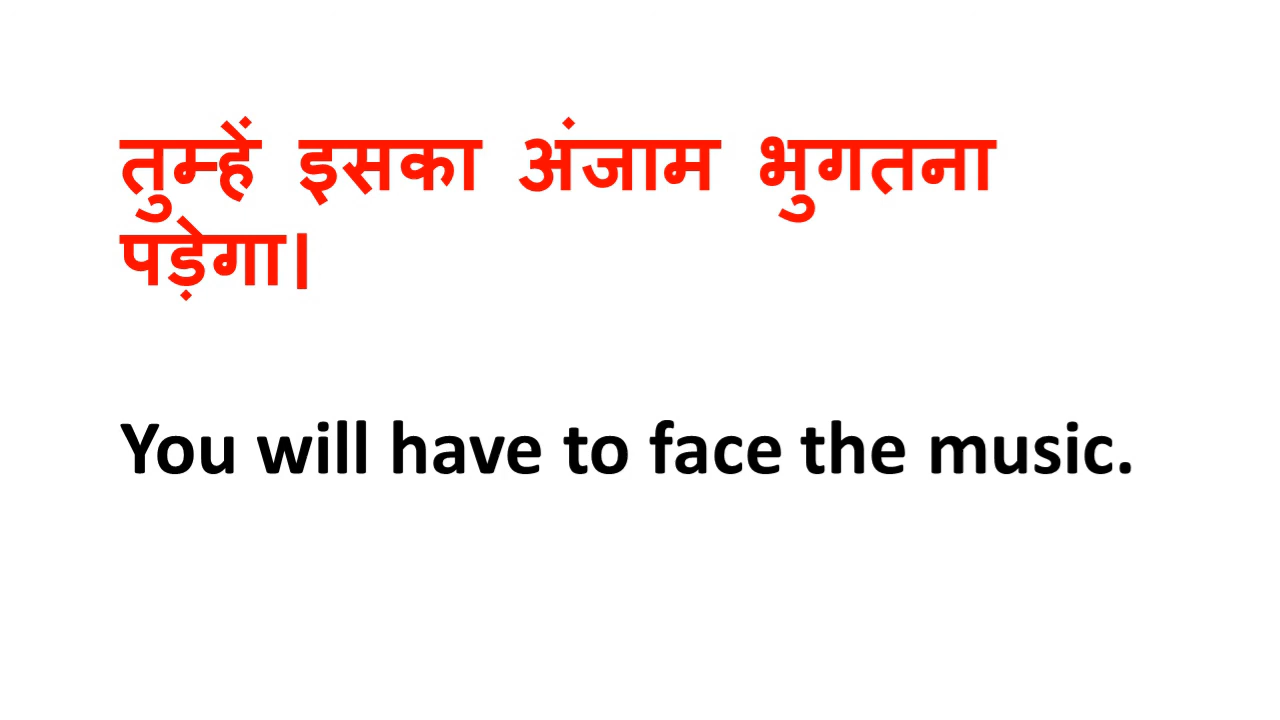 तुम्हें इसका अंजाम भुगतना
पड़ेगा।
You will have to face the music.